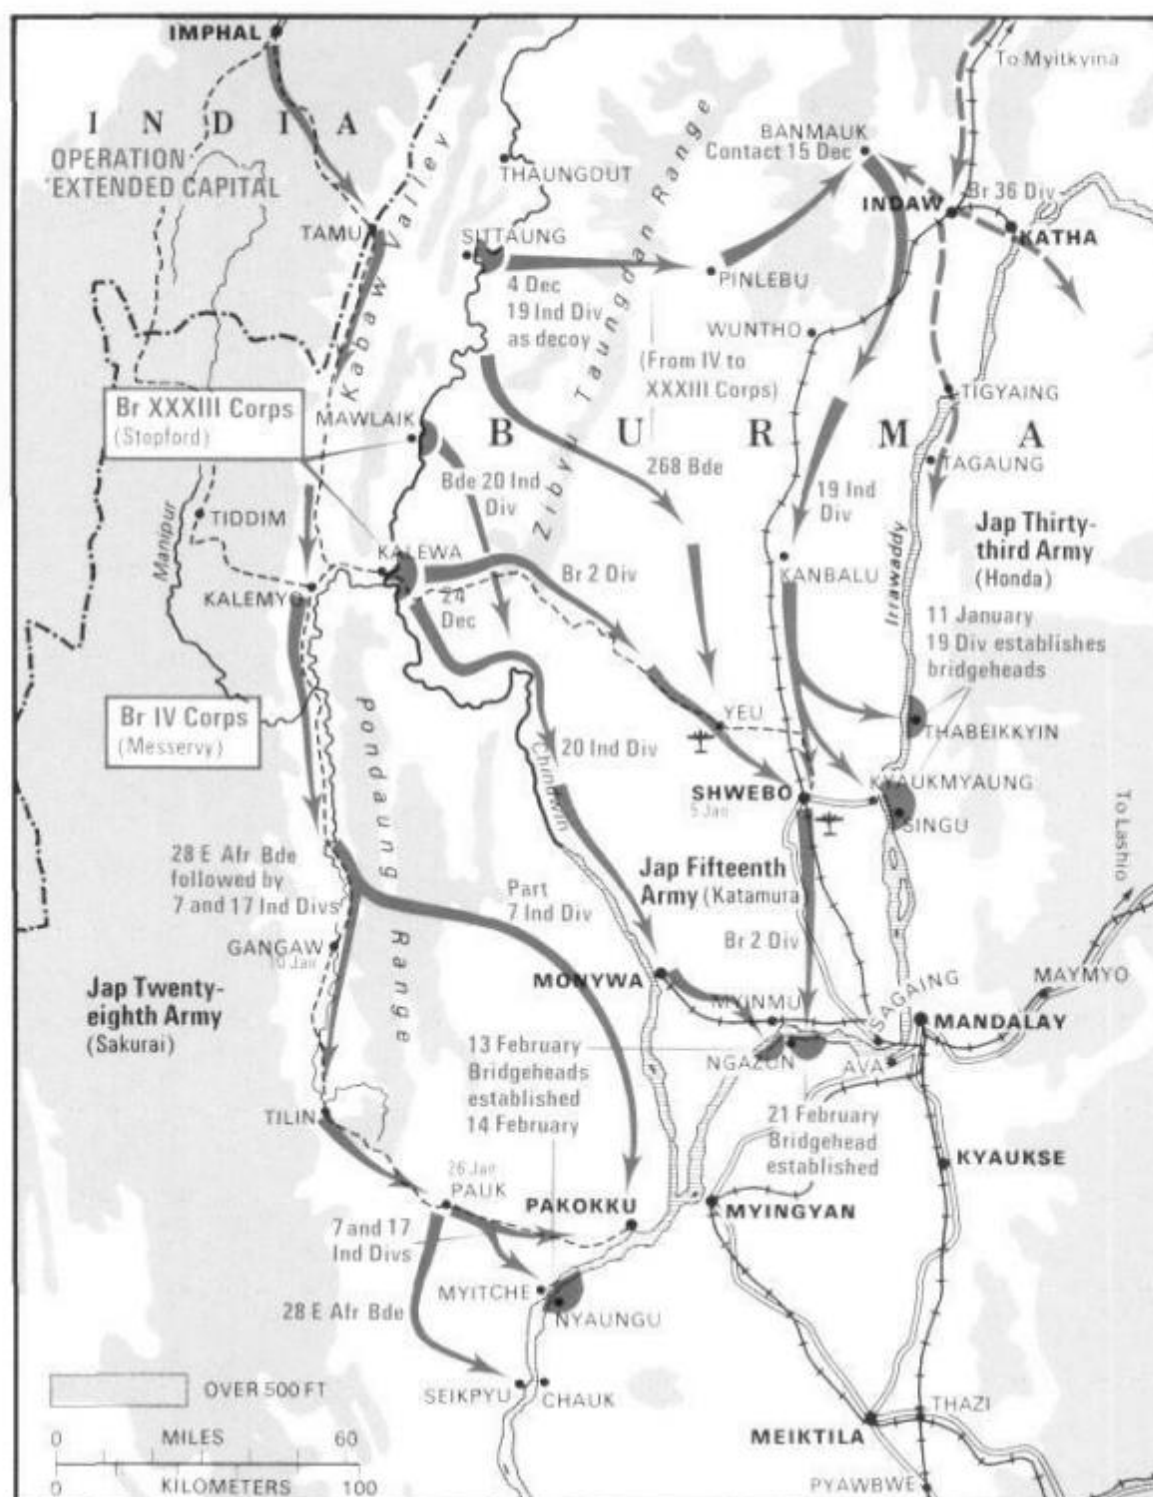 IMPHAL
To Myitkyina
INDIA
BANMAUK
Contact 15 Dec
OPERATION
'EXTENDED CAPITAL
THAUNGDUT
Br 36 Div
INDAW
KATHA
TAMU
Kabaw Valley
SITTAUNG
PINLEBU
4 Dec
19 Ind Div
as decoy
Zibyu Taungdan Range
WUNTHO
(From IV to
XXXIII Corps)
TIGYAING
Br XXXIII Corps
(Stopford)
MAWLAIK
BURMA
TAGAUNG
Bde 20 Ind
Div
268 Bde
19 Ind
Div
TIDDIM
Manipur
Jap Thirty-
third Army
(Honda)
KALEWA
Br 2 Div
KANBALU
Irrawaddy
KALEMYO
24
Dec
11 January
19 Div establishes
bridgeheads
Br IV Corps
(Messervy)
Pondaung Range
YEU
THABEIKKYIN
20 Ind Div
Chindwin
SHWEBO
5 Jan
KYAUKMYAUNG
SINGU
To Lashio
28 E Afr Bde
followed by
7 and 17 Ind Divs
Part
7 Ind Div
Jap Fifteenth
Army (Katamura)
Br 2 Div
GANGAW
10 Jan
MONYWA
MAYMYO
Jap Twenty-
eighth Army
(Sakurai)
MYINMU
SAGAING
MANDALAY
13 February
Bridgeheads
established
14 February
NGAZUN
AVA
TILIN
21 February
Bridgehead
established
KYAUKSE
26 Jan
PAUK
PAKOKKU
MYINGYAN
7 and 17
Ind Divs
MYITCHE
28 E Afr Bde
NYAUNGU
OVER 500 FT
SEIKPYU
CHAUK
THAZI
0 MILES 60
MEIKTILA
0 KILOMETERS 100
PYAWBWE